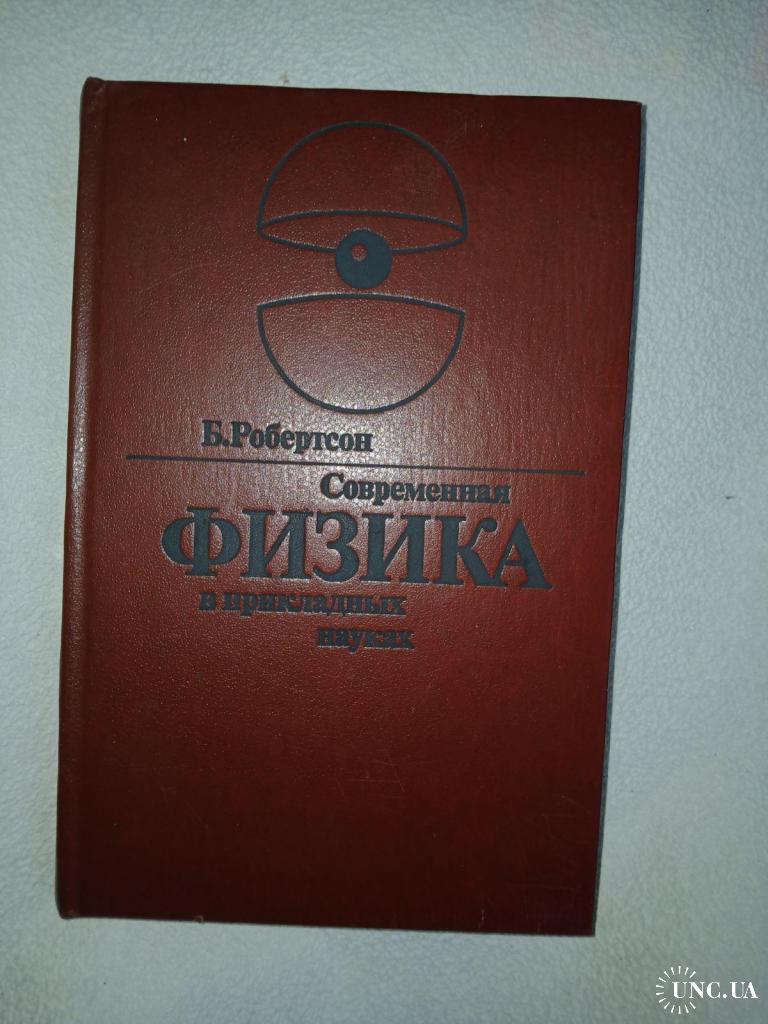 Б.Робертсон
Современная
ФИЗИКА
в прикладных
науках
UNC.UA